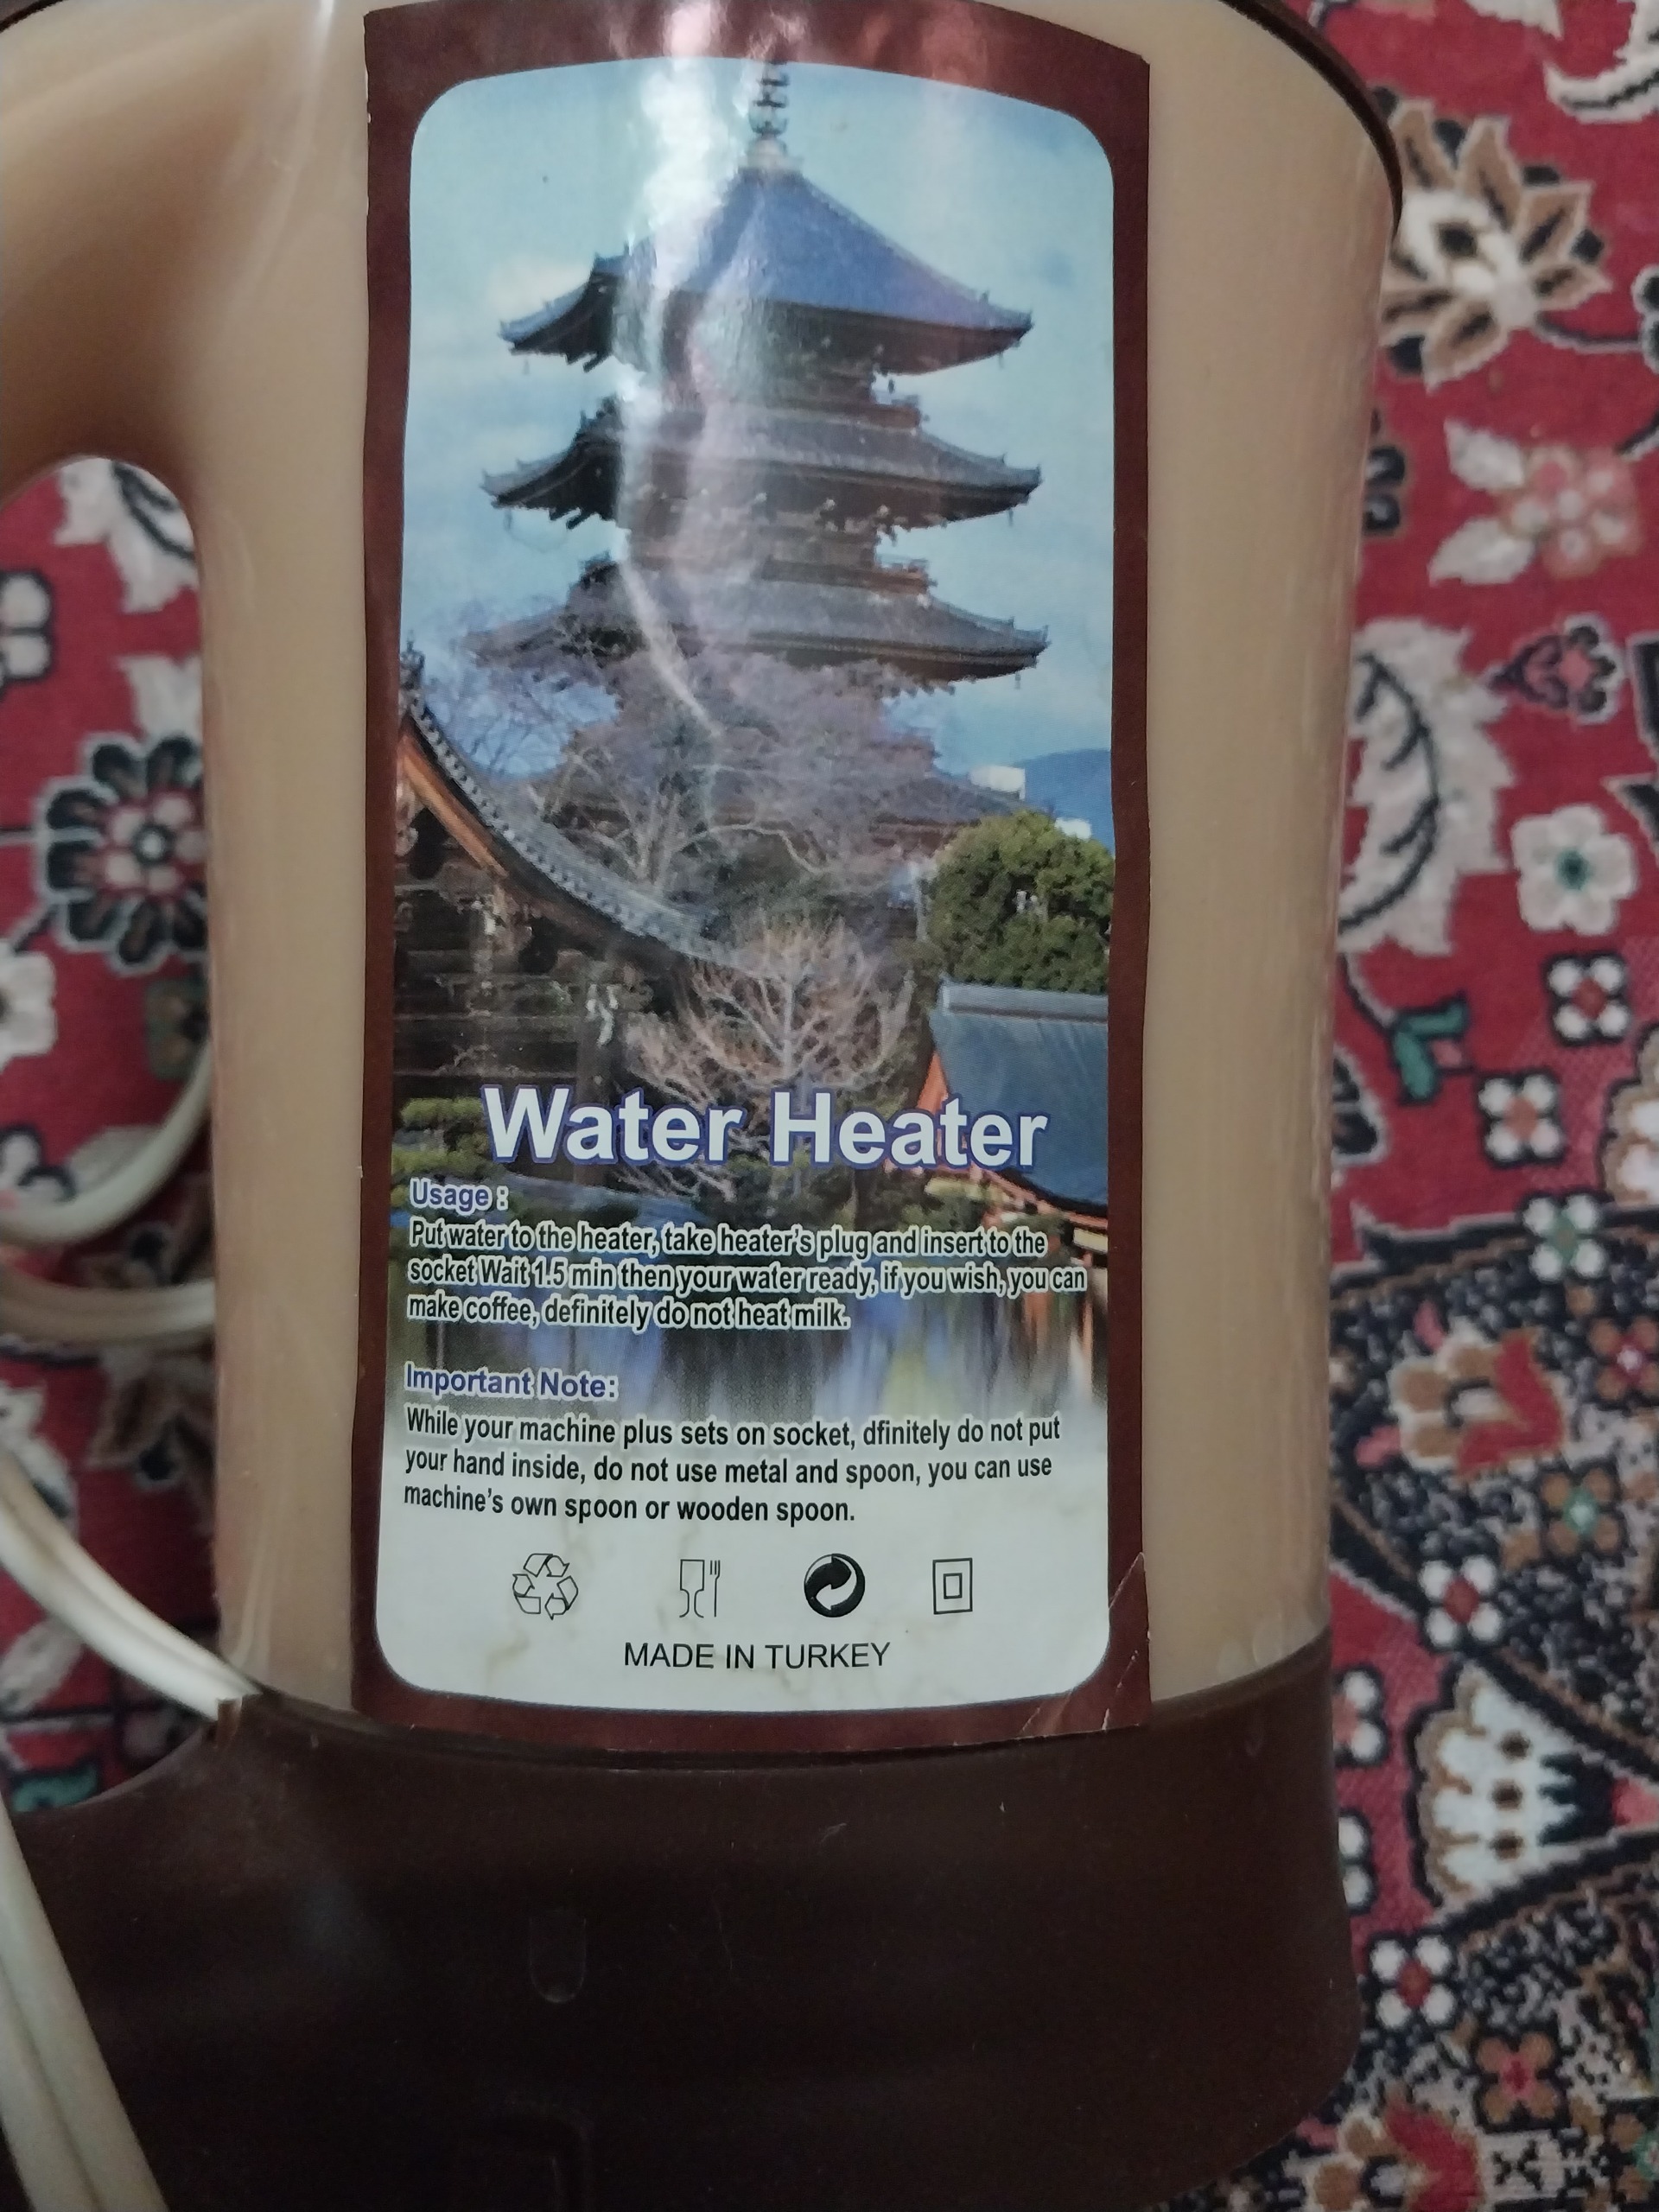 Water Heater
Usage :
Put water to the heater, take heater's plug and insert to the
socket Wait 1.5 min then your water ready, if you wish, you can
make coffee, definitely do not heat milk.
Important Note:
While your machine plus sets on socket, dfinitely do not put
your hand inside, do not use metal and spoon, you can use
machine's own spoon or wooden spoon.
MADE IN TURKEY